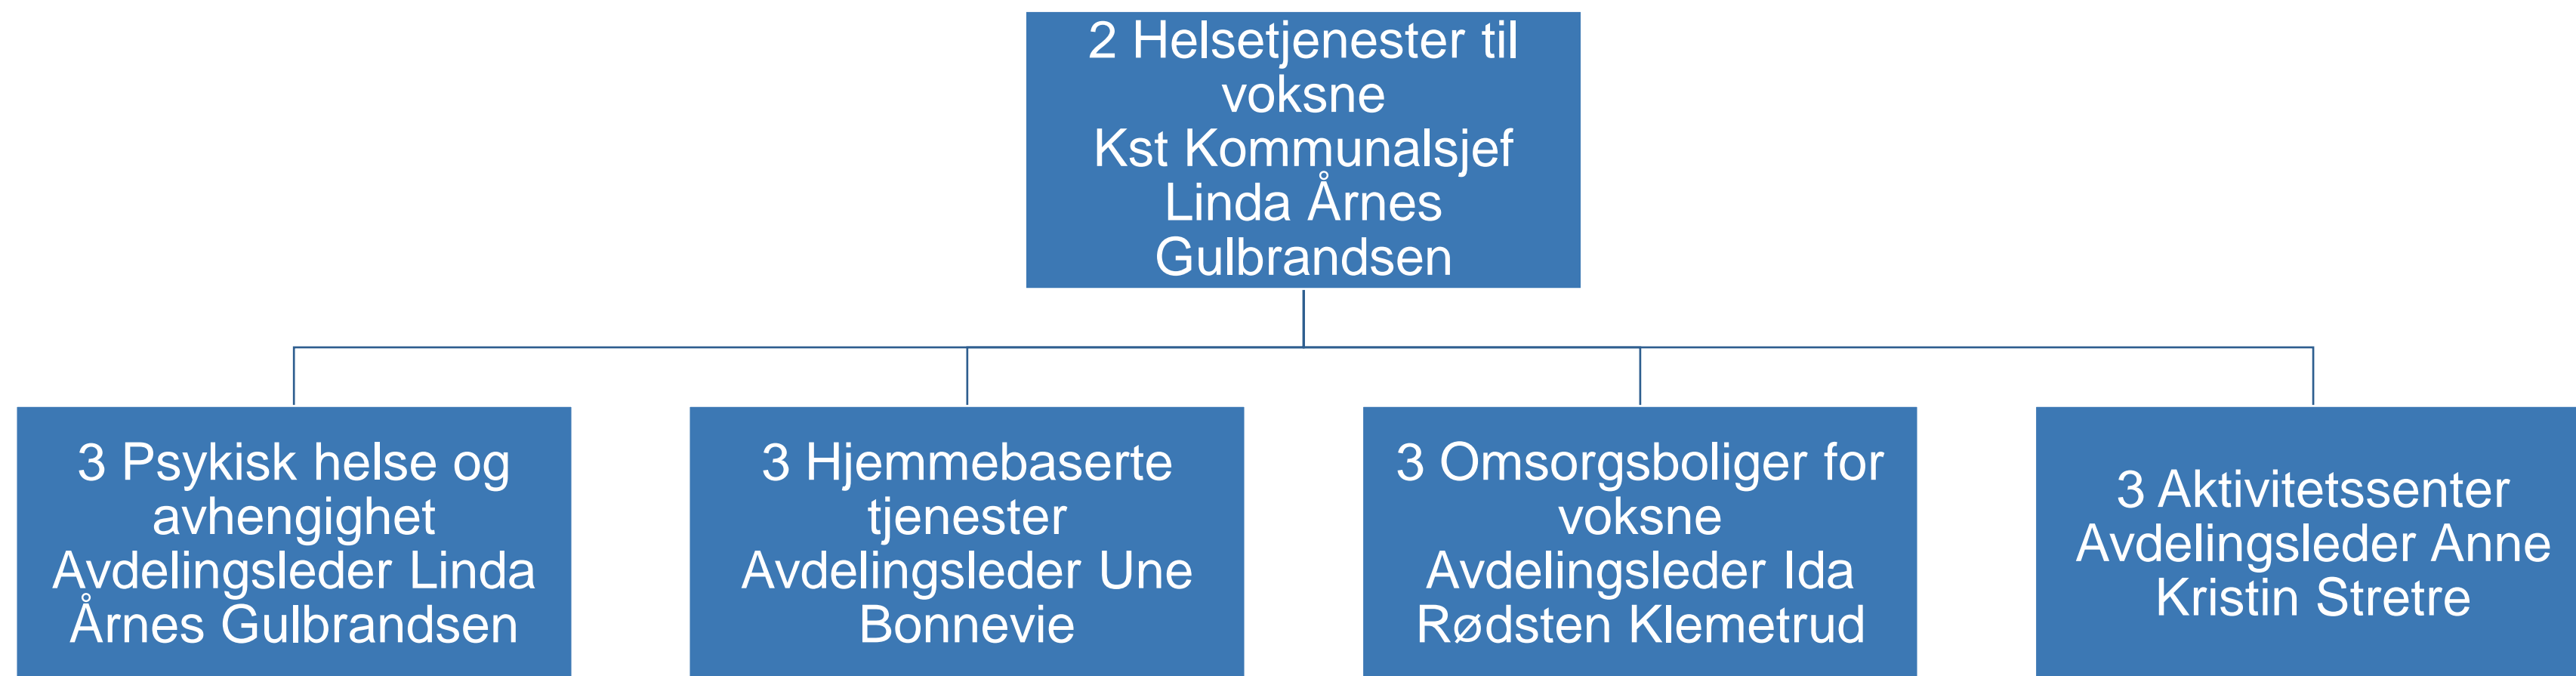 2 Helsetjenester til
voksne
Kst Kommunalsjef
Linda Årnes
Gulbrandsen
3 Psykisk helse og
avhengighet
Avdelingsleder Linda
Årnes Gulbrandsen
3 Hjemmebaserte
tjenester
Avdelingsleder Une
Bonnevie
3 Omsorgsboliger for
voksne
Avdelingsleder Ida
Rødsten Klemetrud
3 Aktivitetssenter
Avdelingsleder Anne
Kristin Stretre